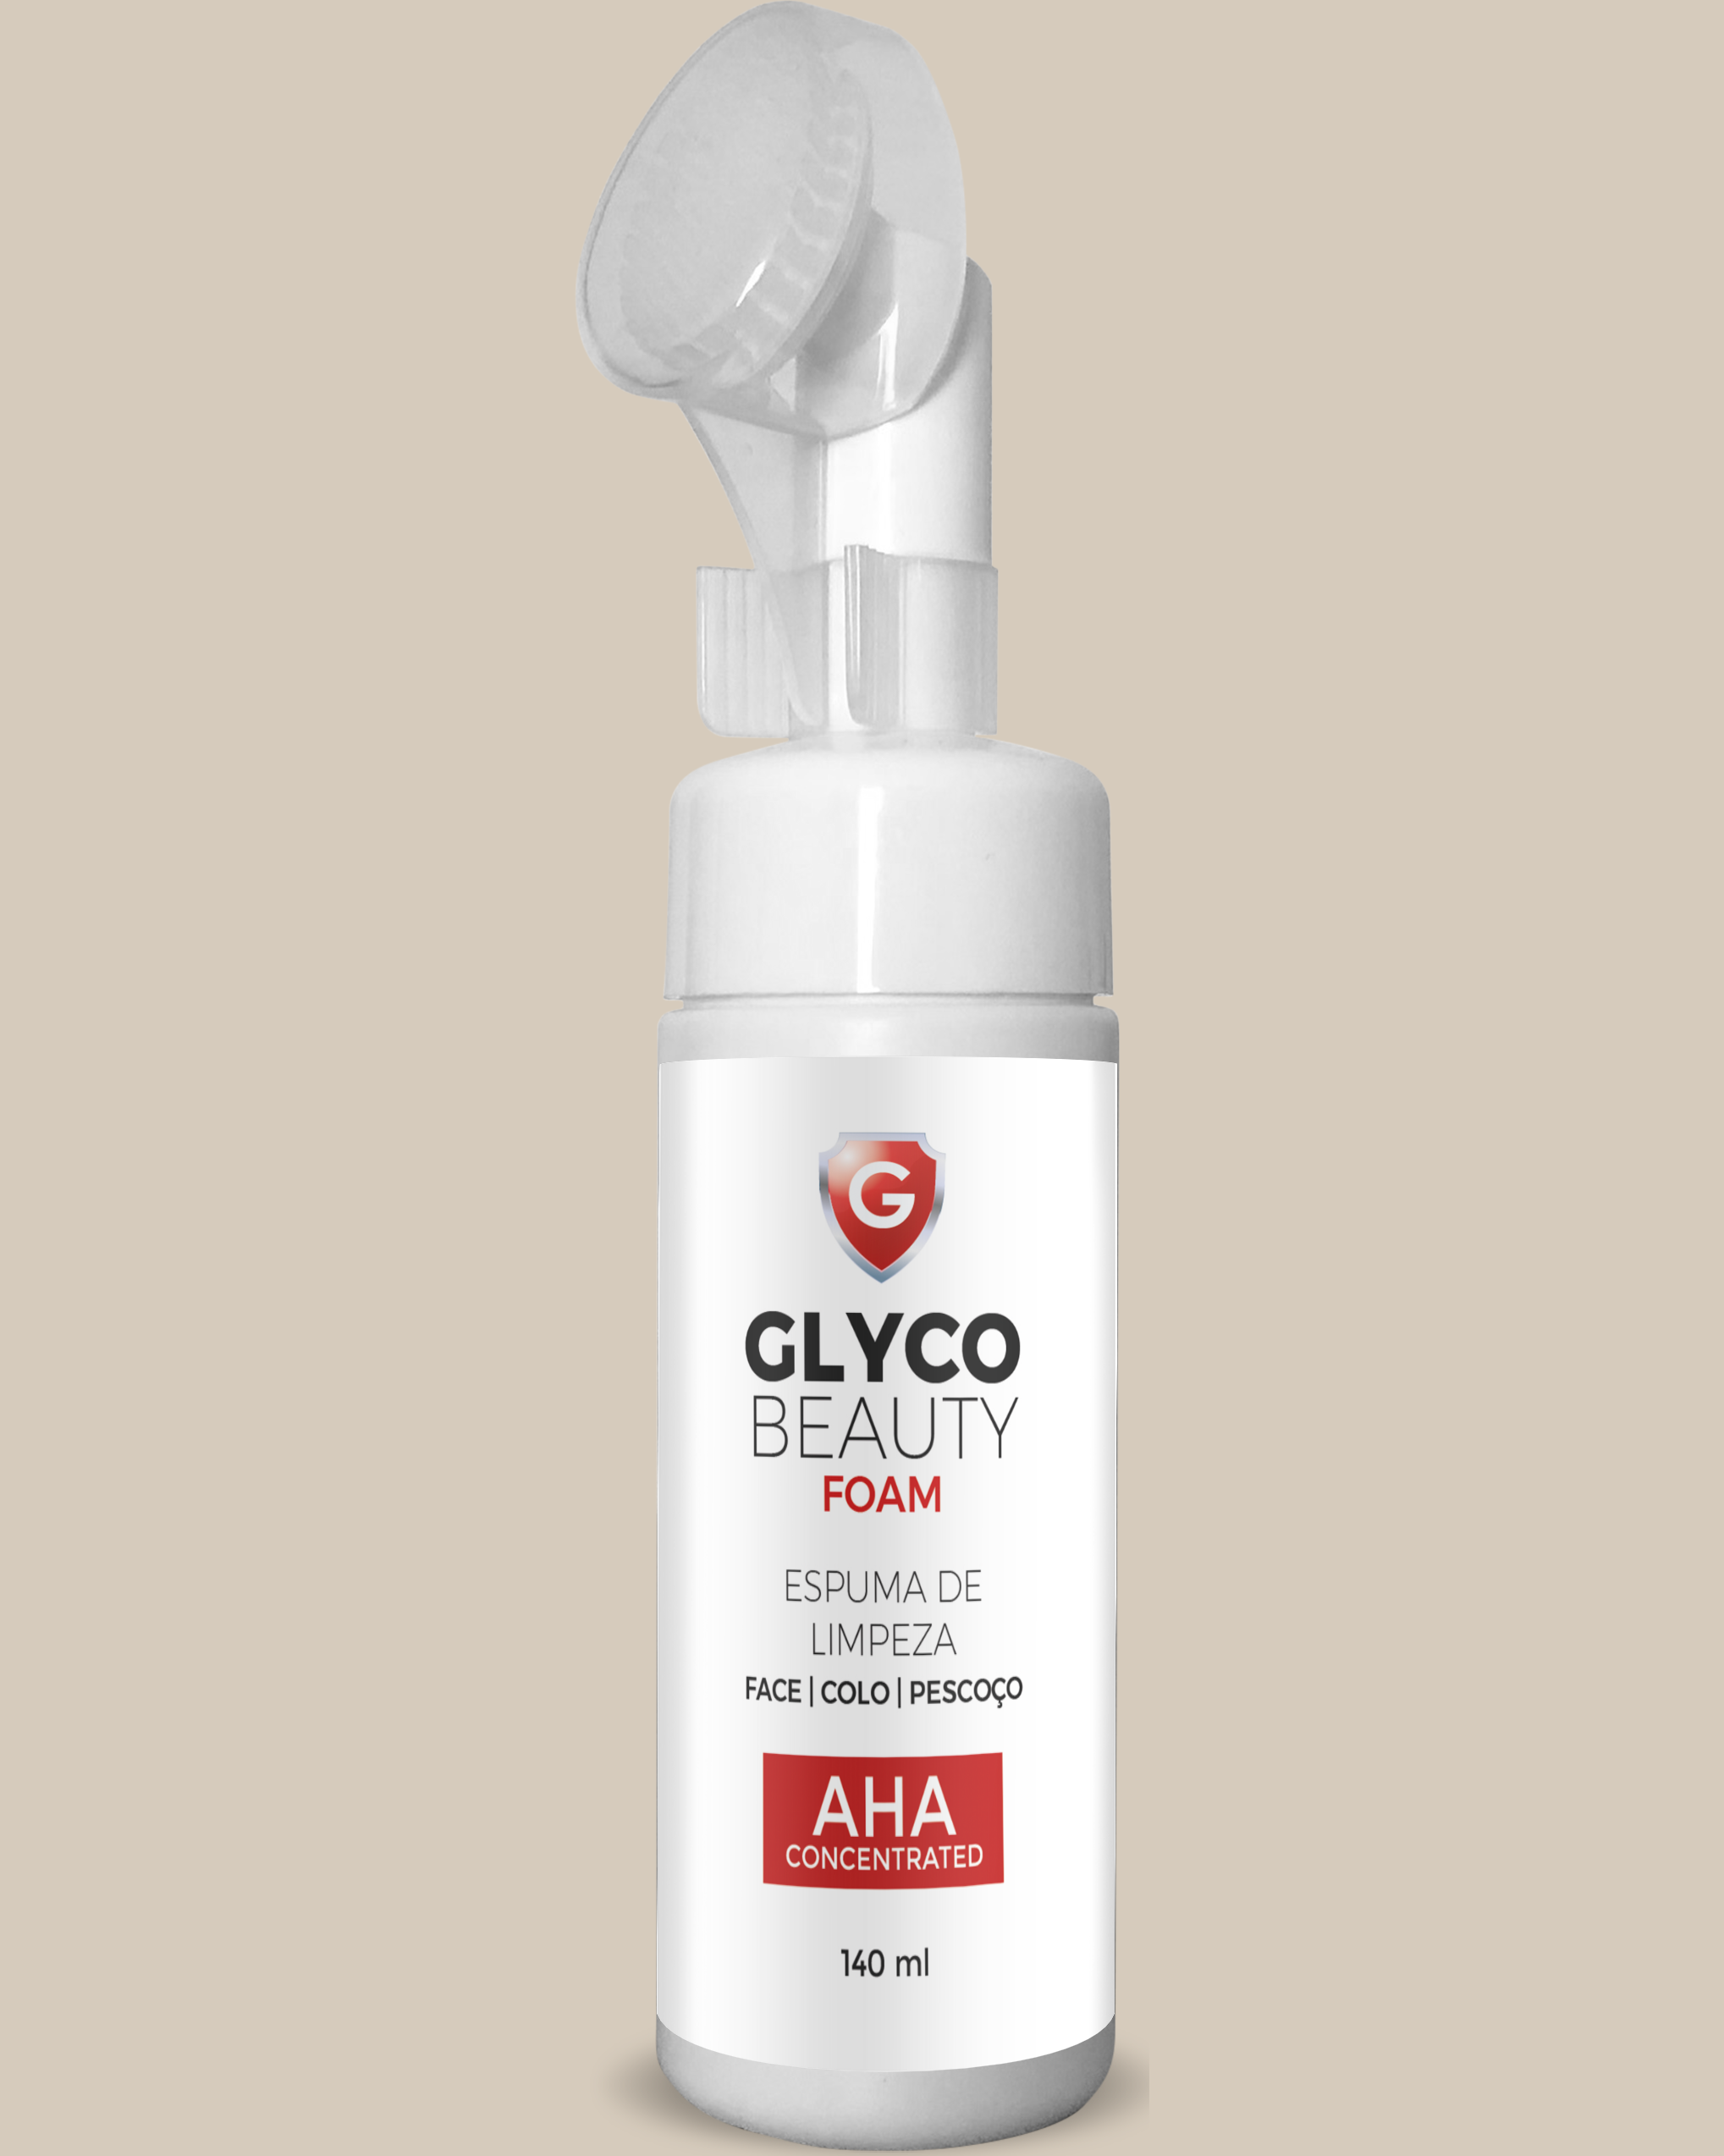 G
GLYCO
BEAUTY
FOAM
ESPUMA DE
LIMPEZA
FACE | COLO | PESCOÇO
AHA
CONCENTRATED
140 ml